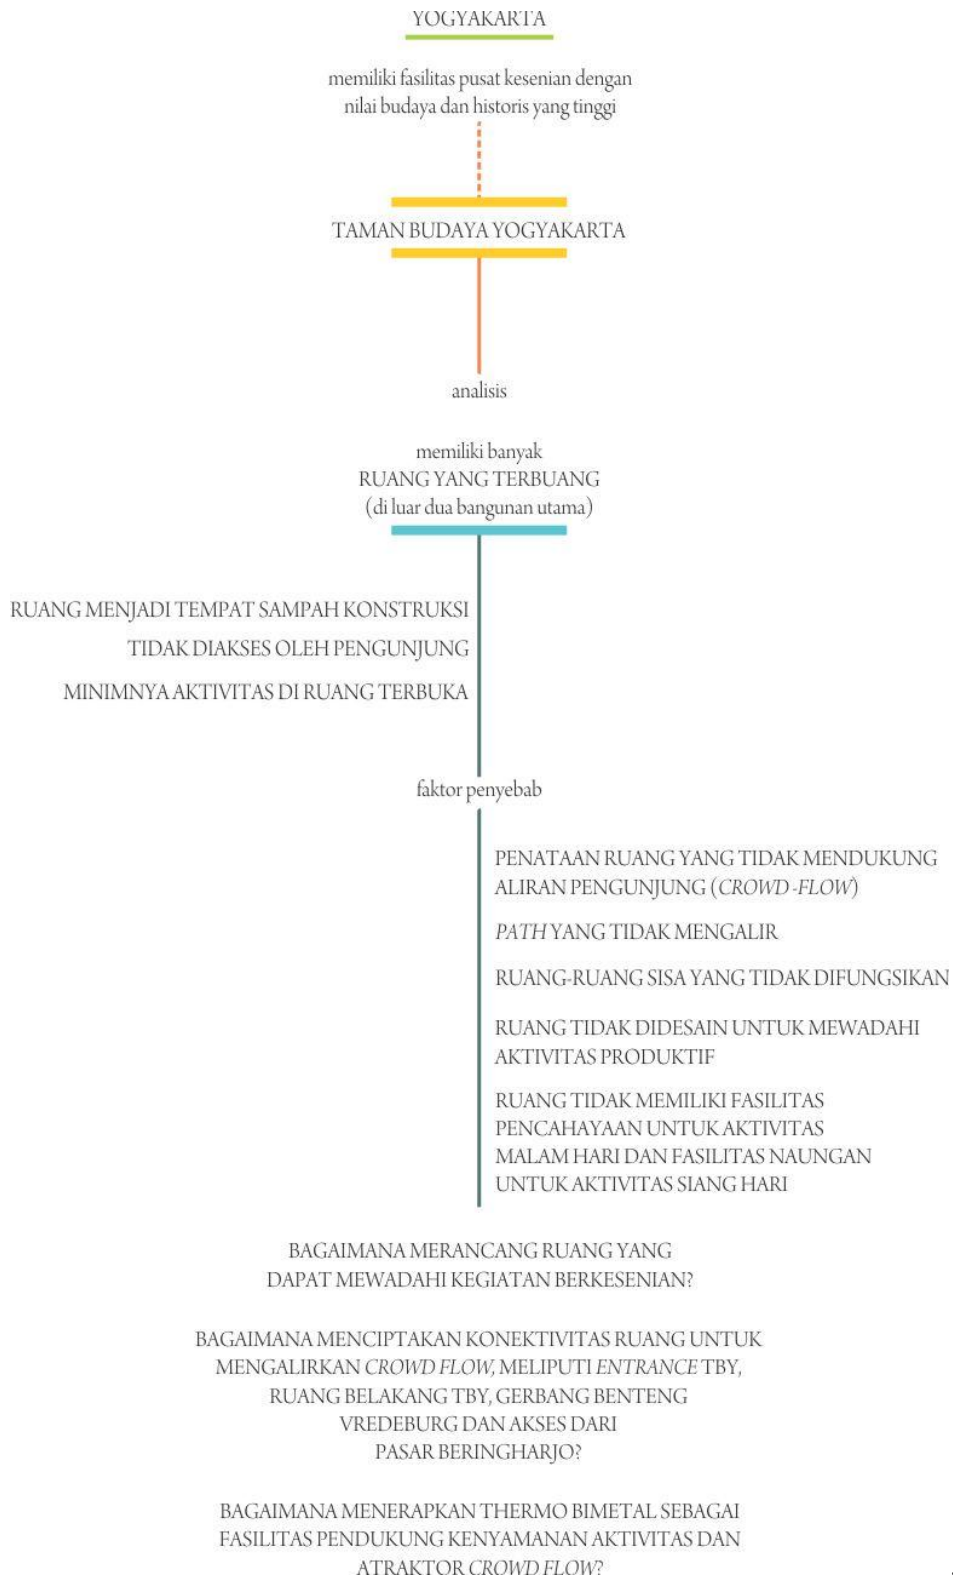 YOGYAKARTA
memiliki fasilitas pusat kesenian dengan
nilai budaya dan historis yang tinggi
TAMAN BUDAYA YOGYAKARTA
analisis
memiliki banyak
RUANG YANG TERBUANG
(di luar dua bangunan utama)
RUANG MENJADI TEMPAT SAMPAH KONSTRUKSI
TIDAK DIAKSES OLEH PENGUNJUNG
MINIMNYA AKTIVITAS DI RUANG TERBUKA
faktor penyebab
PENATAAN RUANG YANG TIDAK MENDUKUNG
ALIRAN PENGUNJUNG (CROWD -FLOW)
PATH YANG TIDAK MENGALIR
RUANG-RUANG SISA YANG TIDAK DIFUNGSIKAN
RUANG TIDAK DIDESAIN UNTUK MEWADAHI
AKTIVITAS PRODUKTIF
RUANG TIDAK MEMILIKI FASILITAS
PENCAHAYAAN UNTUK AKTIVITAS
MALAM HARI DAN FASILITAS NAUNGAN
UNTUK AKTIVITAS SIANG HARI
BAGAIMANA MERANCANG RUANG YANG
DAPAT MEWADAHI KEGIATAN BERKESENIAN?
BAGAIMANA MENCIPTAKAN KONEKTIVITAS RUANG UNTUK
MENGALIRKAN CROWD FLOW, MELIPUTI ENTRANCE TBY,
RUANG BELAKANG TBY, GERBANG BENTENG
VREDEBURG DAN AKSES DARI
PASAR BERINGHARJO?
BAGAIMANA MENERAPKAN THERMO BIMETAL SEBAGAI
FASILITAS PENDUKUNG KENYAMANAN AKTIVITAS DAN
ATRAKTOR CROWD FLOW?